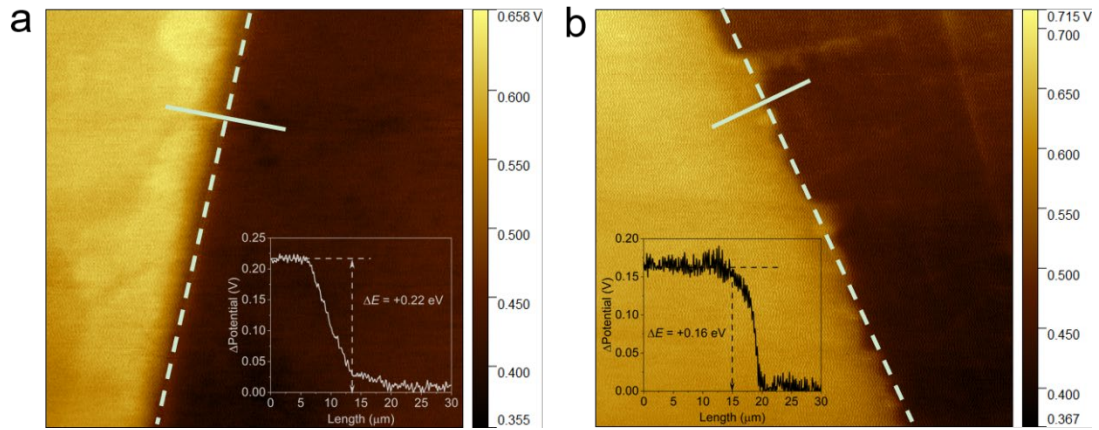 a
0.658 V
0.600
0.550
0.500
0.450
0.400
0.355
0.25
0.20
0.15
0.10
0.05
0.00
ΔPotential (V)
ΔE = +0.22 eV
0 5 10 15 20 25 30
Length (μm)
b
0.715 V
0.700
0.650
0.600
0.550
0.500
0.450
0.400
0.367
0.20
0.15
0.10
0.05
0.00
ΔPotential (V)
ΔE = +0.16 eV
0 5 10 15 20 25 30
Length (μm)